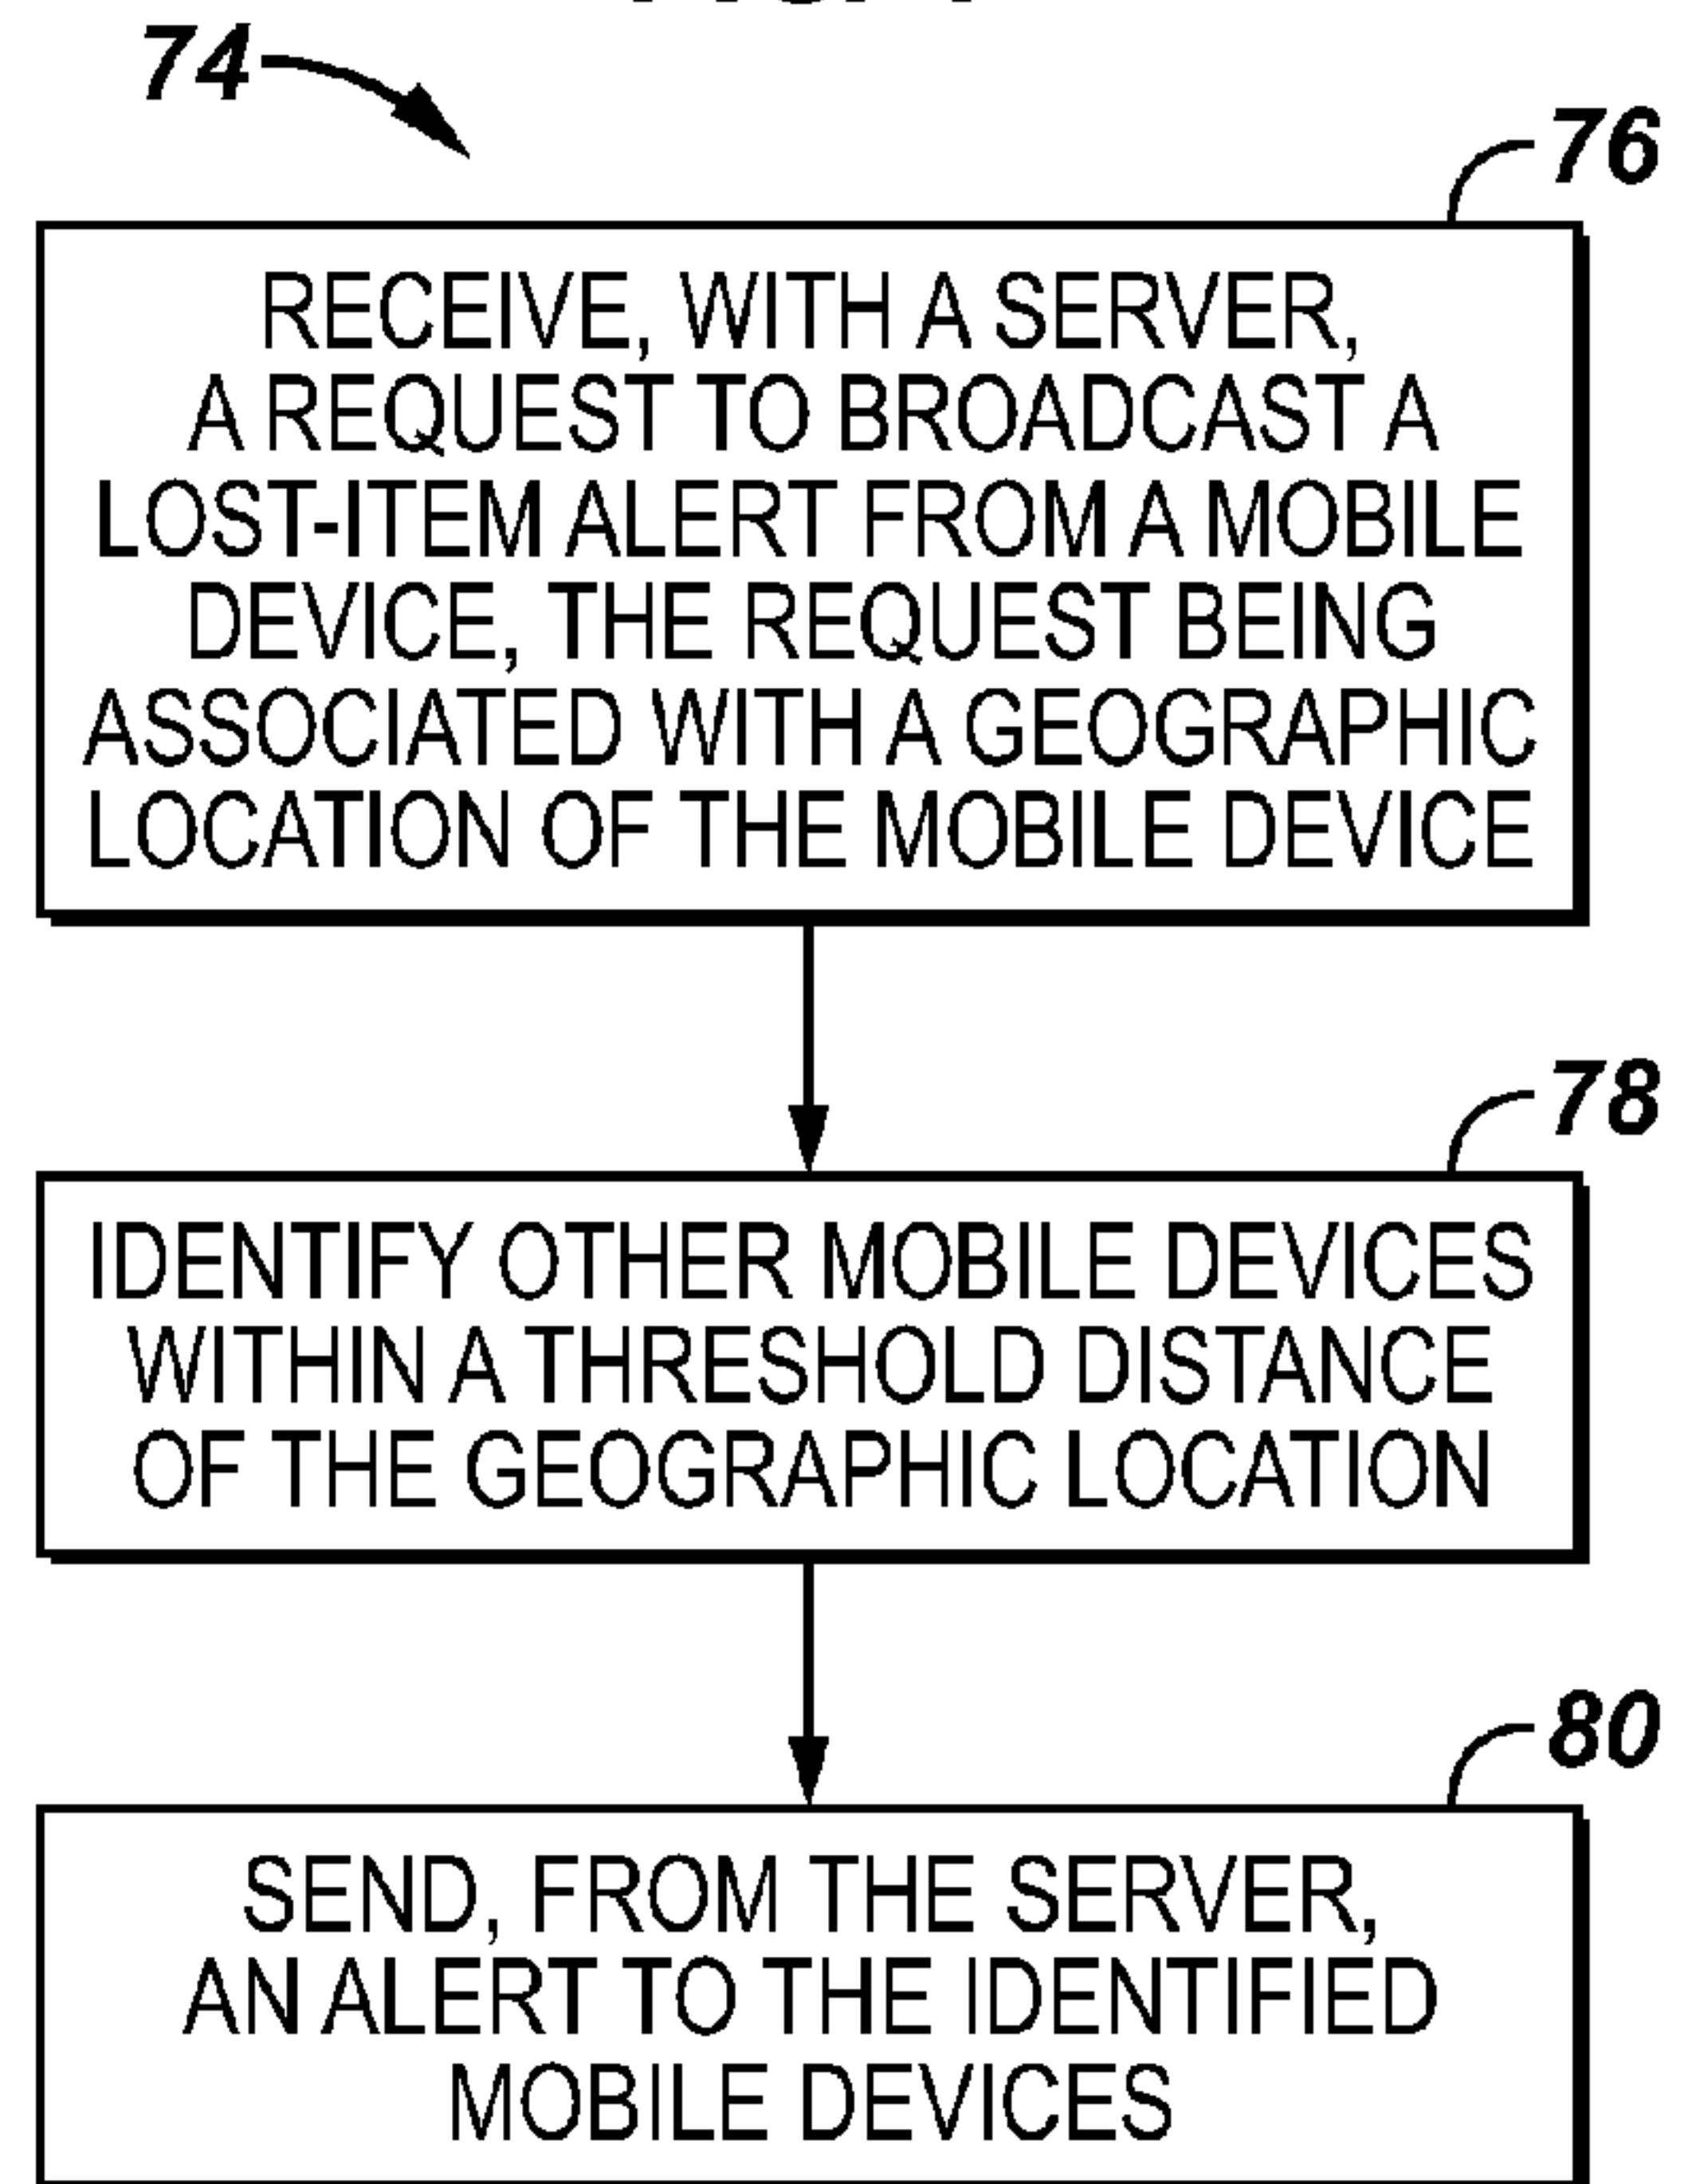 74
76
RECEIVE, WITH A SERVER,
A REQUEST TO BROADCAST A
LOST-ITEM ALERT FROM A MOBILE
DEVICE, THE REQUEST BEING
ASSOCIATED WITH A GEOGRAPHIC
LOCATION OF THE MOBILE DEVICE
78
IDENTIFY OTHER MOBILE DEVICES
WITHIN A THRESHOLD DISTANCE
OF THE GEOGRAPHIC LOCATION
80
SEND, FROM THE SERVER,
AN ALERT TO THE IDENTIFIED
MOBILE DEVICES